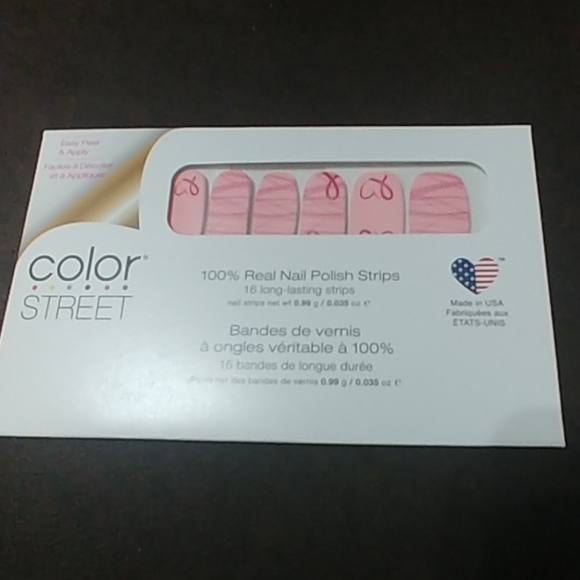 Easy Peel
& Apply
Faciles à Décoller
et à Appliquer
color®
STREET
100% Real Nail Polish Strips
16 long-lasting strips
nail strips net wt 0.99 g / 0.035 oz ℮
Bandes de vernis
à ongles véritable à 100%
16 bandes de longue durée
Poids net des bandes de vernis 0.99 g / 0.035 oz ℮
™
Made in USA
Fabriquées aux
ÉTATS-UNIS